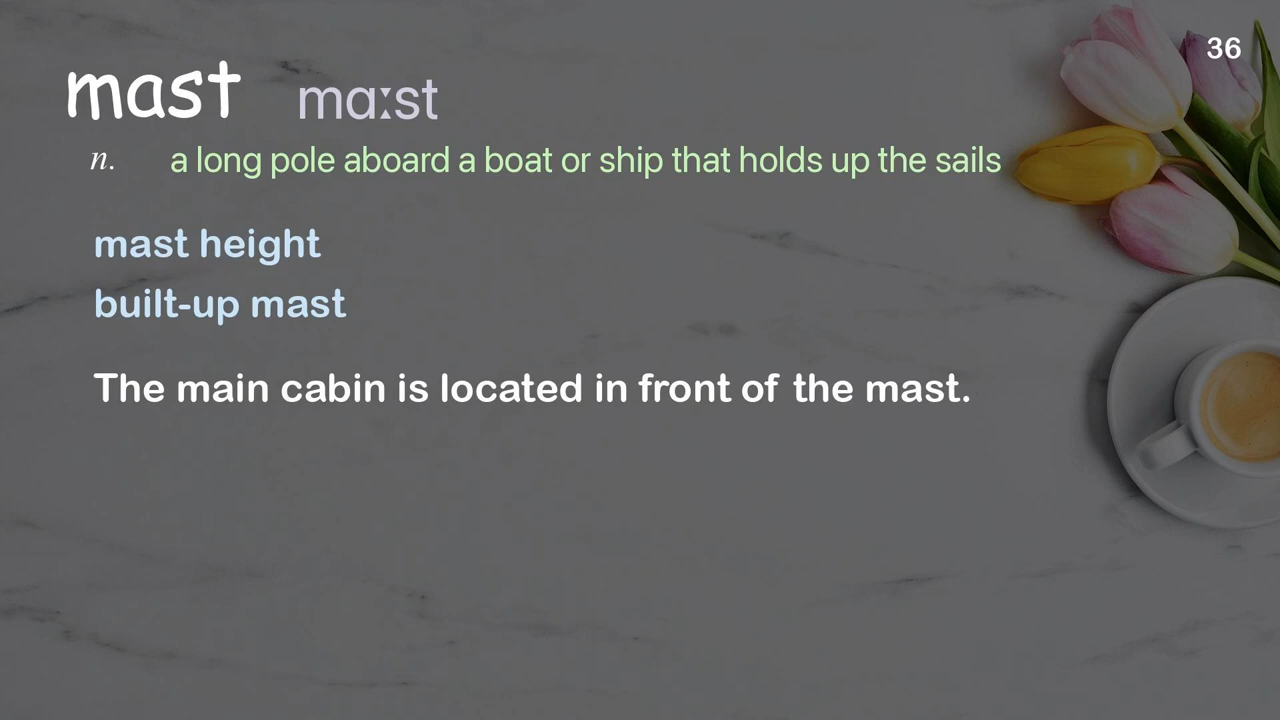 36
mast mɑːst
n. a long pole aboard a boat or ship that holds up the sails
mast height
built-up mast
The main cabin is located in front of the mast.